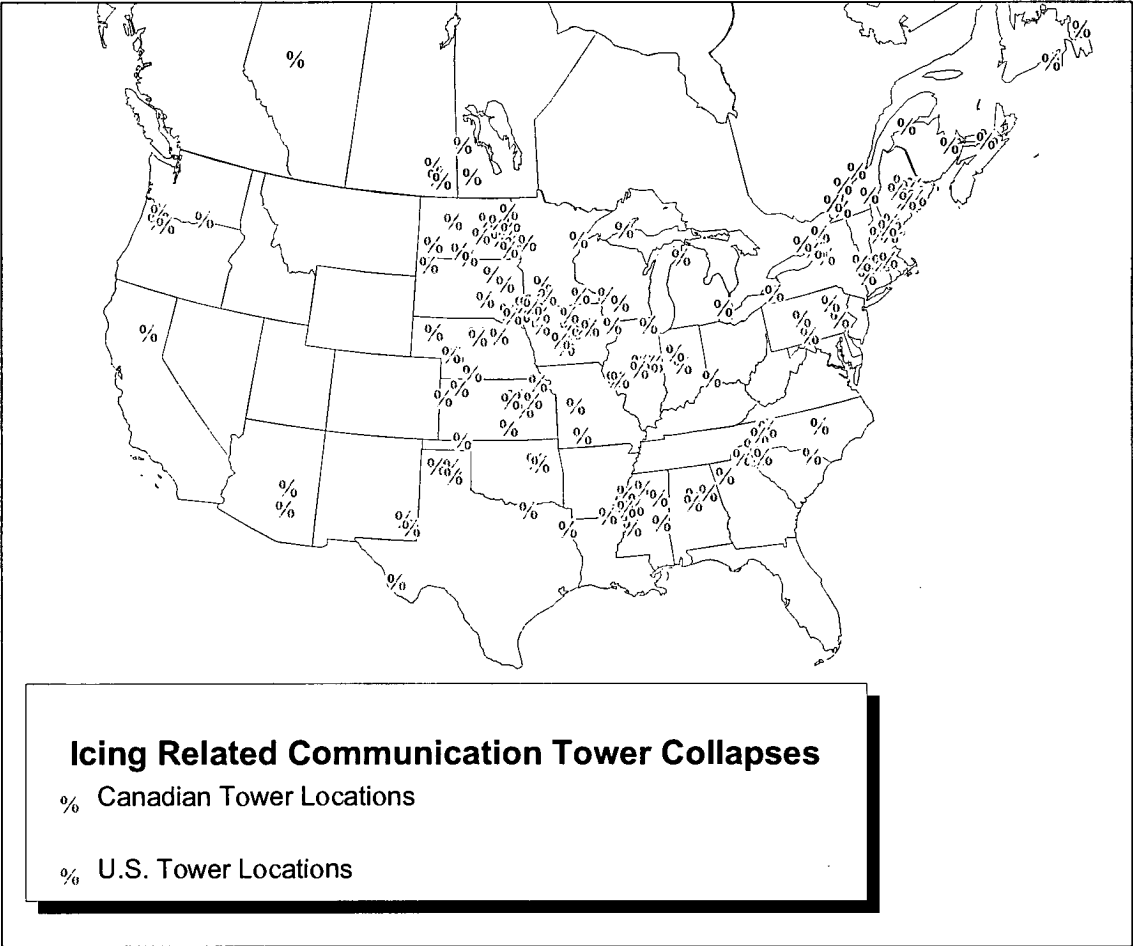 Icing Related Communication Tower Collapses
% Canadian Tower Locations
% U.S. Tower Locations